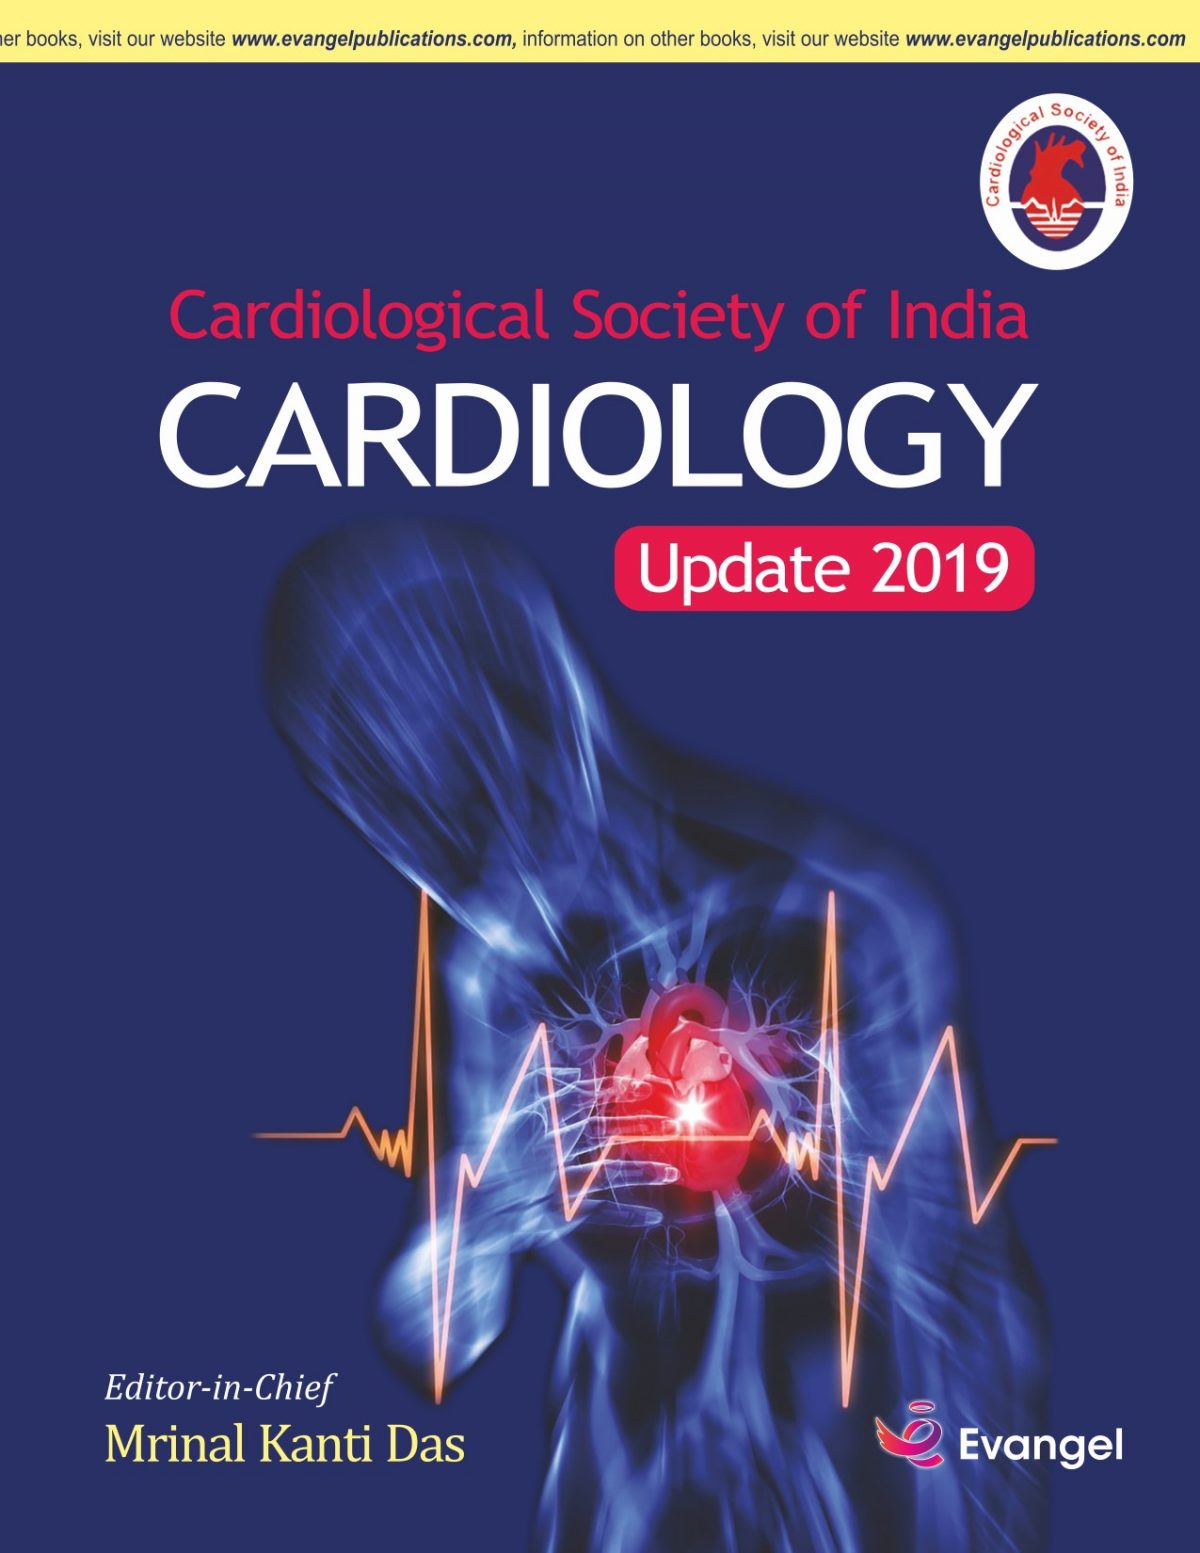 er books, visit our website www.evangelpublications.com, information on other books, visit our website www.evangelpublications.com
Cardiological Society of India
Cardiological Society of India
CARDIOLOGY
Update 2019
Editor-in-Chief
Mrinal Kanti Das
Evangel